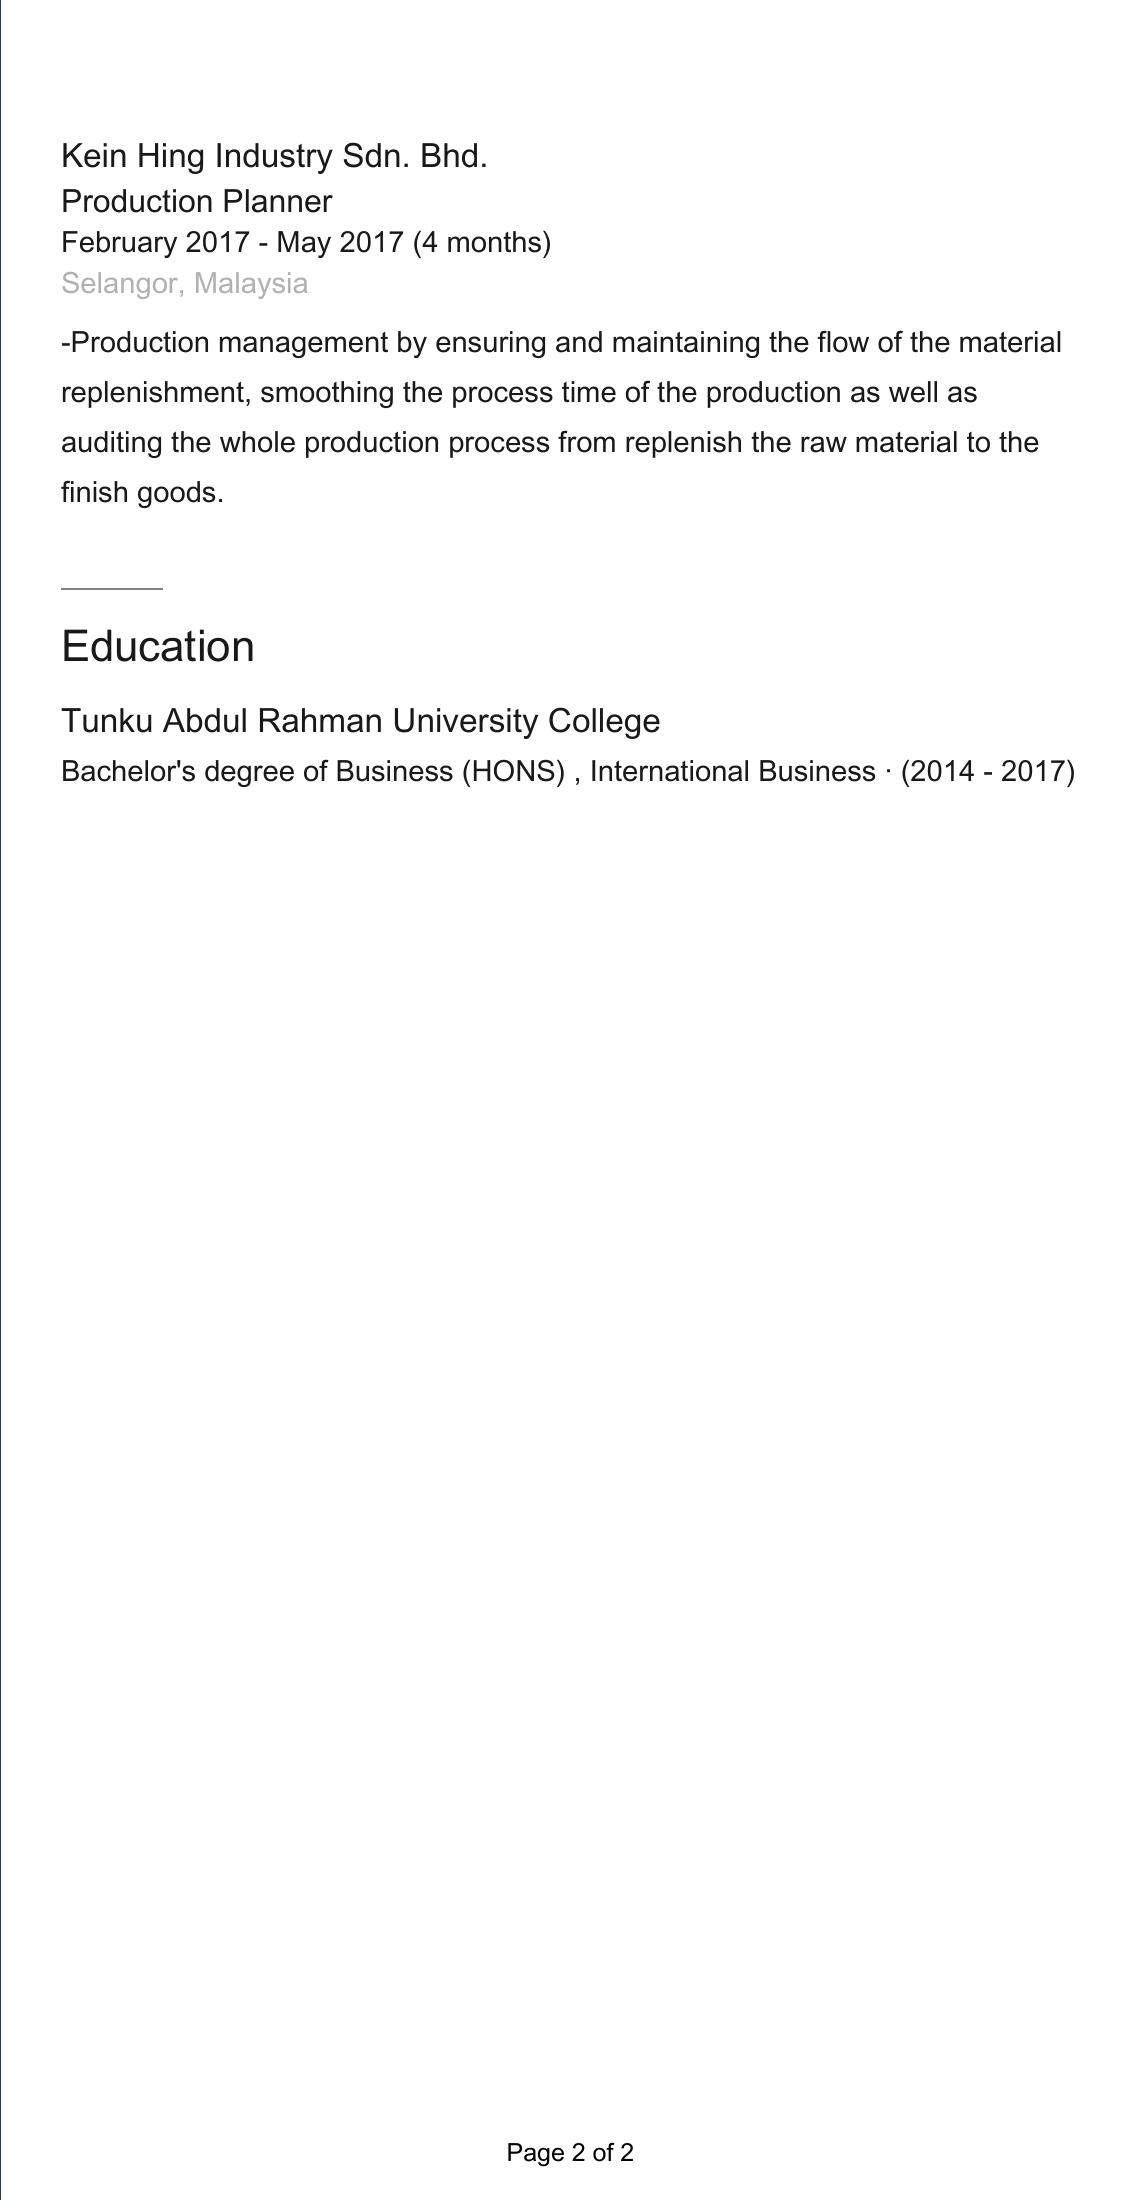 Kein Hing Industry Sdn. Bhd.
Production Planner
February 2017 - May 2017 (4 months)
Selangor, Malaysia
-Production management by ensuring and maintaining the flow of the material
replenishment, smoothing the process time of the production as well as
auditing the whole production process from replenish the raw material to the
finish goods.
Education
Tunku Abdul Rahman University College
Bachelor's degree of Business (HONS) , International Business · (2014 - 2017)
Page 2 of 2